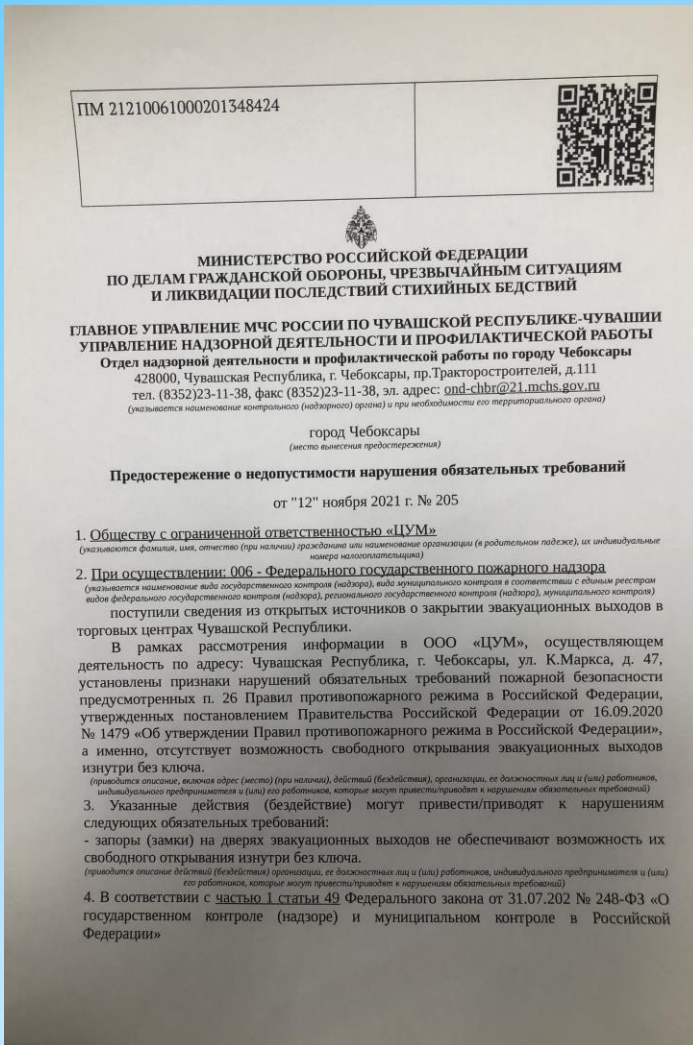 ПМ 21210061000201348424
МИНИСТЕРСТВО РОССИЙСКОЙ ФЕДЕРАЦИИ
ПО ДЕЛАМ ГРАЖДАНСКОЙ ОБОРОНЫ, ЧРЕЗВЫЧАЙНЫМ СИТУАЦИЯМ
И ЛИКВИДАЦИИ ПОСЛЕДСТВИЙ СТИХИЙНЫХ БЕДСТВИЙ
ГЛАВНОЕ УПРАВЛЕНИЕ МЧС РОССИИ ПО ЧУВАШСКОЙ РЕСПУБЛИКЕ-ЧУВАШИИ
УПРАВЛЕНИЕ НАДЗОРНОЙ ДЕЯТЕЛЬНОСТИ И ПРОФИЛАКТИЧЕСКОЙ РАБОТЫ
Отдел надзорной деятельности и профилактической работы по городу Чебоксары
428000, Чувашская Республика, г. Чебоксары, пр.Тракторостроителей, д.111
тел. (8352)23-11-38, факс (8352)23-11-38, эл. адрес: ond-chbr@21.mchs.gov.ru
(указывается наименование контрольного (надзорного) органа) и при необходимости его территориального органа)
город Чебоксары
(место вынесения предостережения)
Предостережение о недопустимости нарушения обязательных требований
от "12" ноября 2021 г. № 205
1. Обществу с ограниченной ответственностью «ЦУМ»
(указываются фамилия, имя, отчество (при наличии) гражданина или наименование организации (в родительном падеже), их индивидуальные
номера налогоплательщика)
2. При осуществлении: 006 - Федерального государственного пожарного надзора
(указывается наименование вида государственного контроля (надзора), вида муниципального контроля в соответствии с единым реестром
видов федерального государственного контроля (надзора), регионального государственного контроля (надзора), муниципального контроля)
поступили сведения из открытых источников о закрытии эвакуационных выходов в
торговых центрах Чувашской Республики.
В рамках рассмотрения информации в ООО «ЦУМ», осуществляющем
деятельность по адресу: Чувашская Республика, г. Чебоксары, ул. К.Маркса, д. 47,
установлены признаки нарушений обязательных требований пожарной безопасности
предусмотренных п. 26 Правил противопожарного режима в Российской Федерации,
утвержденных постановлением Правительства Российской Федерации от 16.09.2020
№ 1479 «Об утверждении Правил противопожарного режима в Российской Федерации»,
а именно, отсутствует возможность свободного открывания эвакуационных выходов
изнутри без ключа.
(приводится описание, включая адрес (место) (при наличии), действий (бездействия), организации, ее должностных лиц и (или) работников,
индивидуального предпринимателя и (или) его работников, которые могут привести/приводят к нарушениям обязательных требований)
3. Указанные действия (бездействие) могут привести/приводят к нарушениям
следующих обязательных требований:
- запоры (замки) на дверях эвакуационных выходов не обеспечивают возможность их
свободного открывания изнутри без ключа.
(приводится описание действий (бездействия) организации, ее должностных лиц и (или) работников, индивидуального предпринимателя и (или)
его работников, которые могут привести/приводят к нарушениям обязательных требований)
4. В соответствии с частью 1 статьи 49 Федерального закона от 31.07.202 № 248-ФЗ «О
государственном контроле (надзоре) и муниципальном контроле в Российской
Федерации»